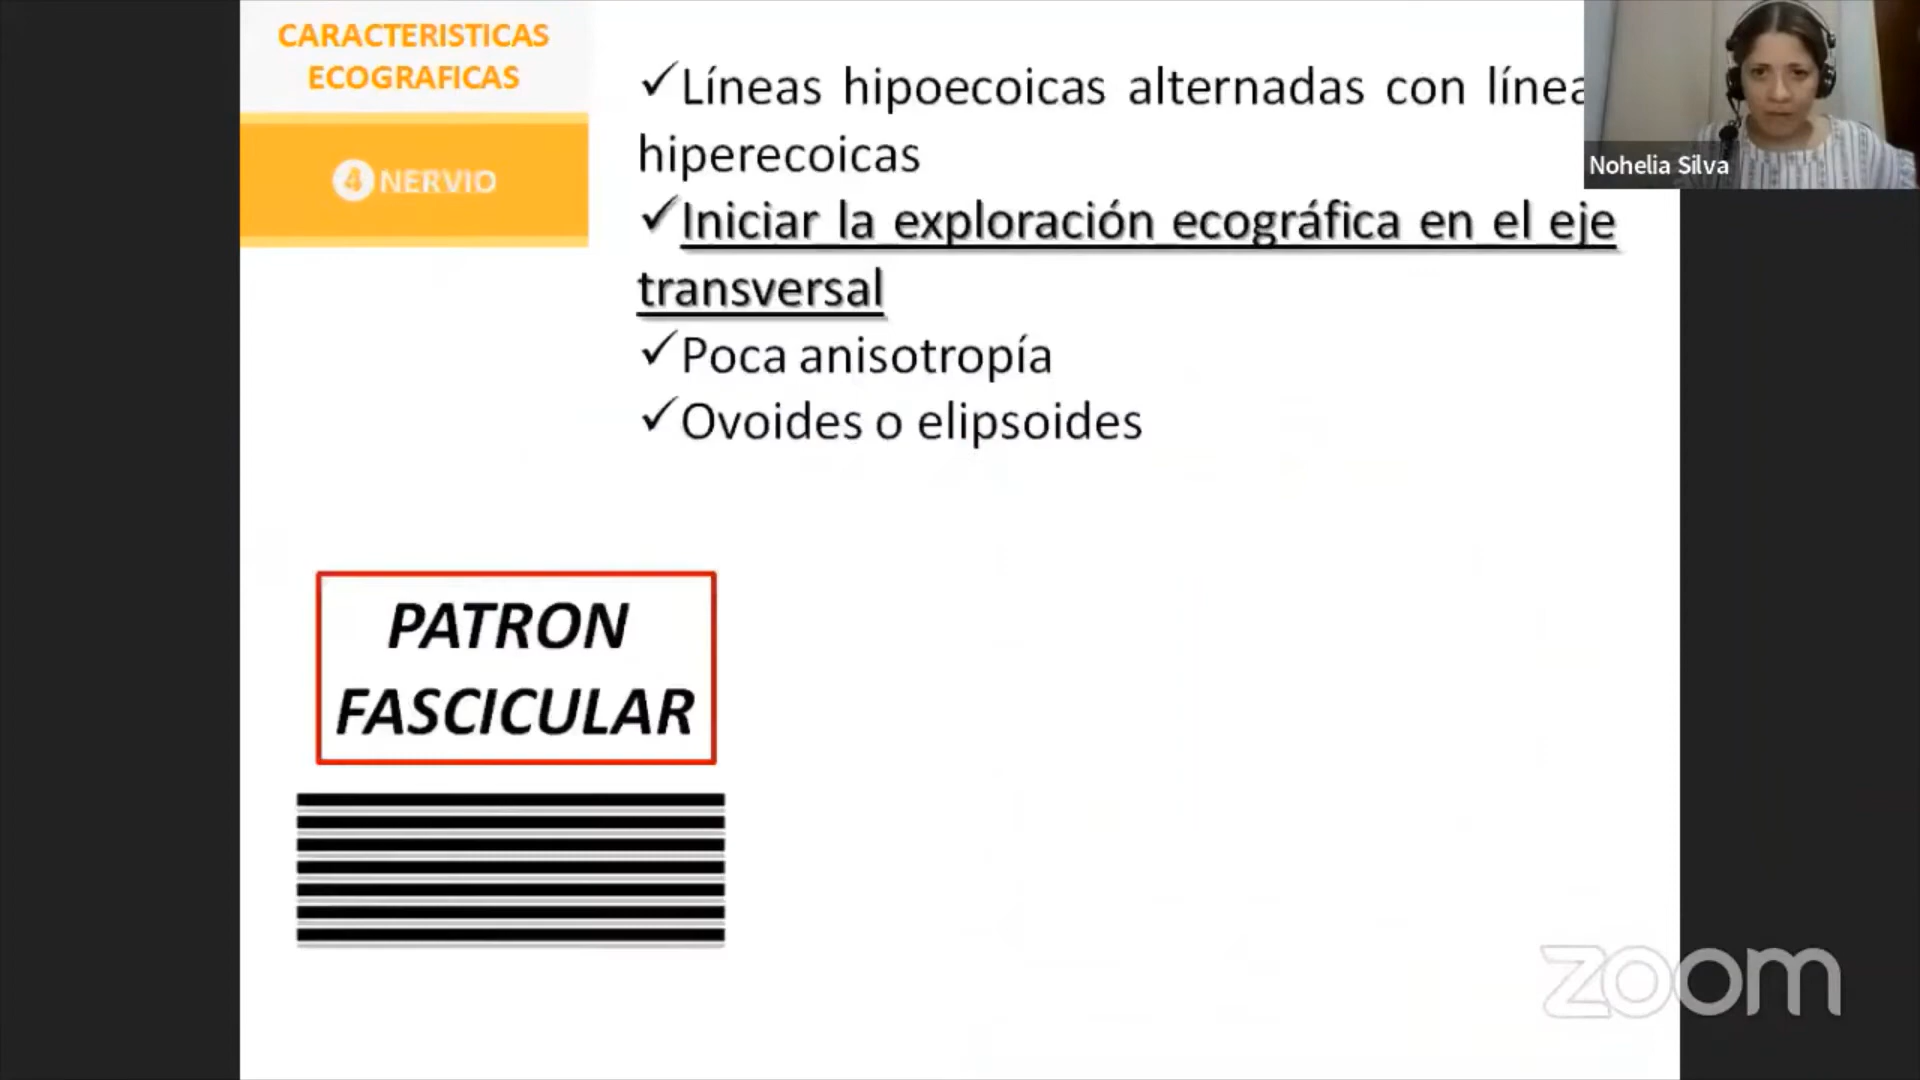 CARACTERISTICAS
ECOGRAFICAS
4 NERVIO
✓Líneas hipoecoicas alternadas con línea
hiperecoicas
✓Iniciar la exploración ecográfica en el eje
transversal
✓Poca anisotropía
✓Ovoides o elipsoides
PATRON
FASCICULAR
Nohelia Silva
zoom